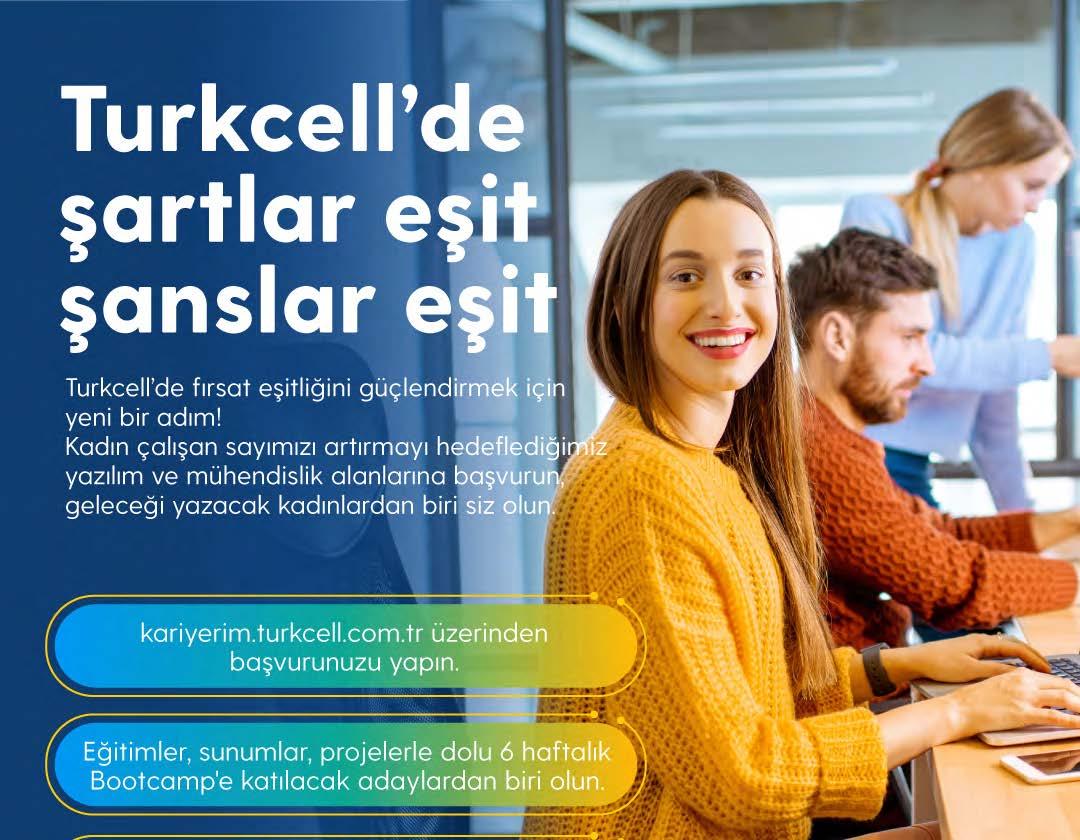 Turkcell’de
şartlar eşit
şanslar eşit
Turkcell’de fırsat eşitliğini güçlendirmek için
yeni bir adım!
Kadın çalışan sayımızı artırmayı hedeflediğimiz
yazılım ve mühendislik alanlarına başvurun,
geleceği yazacak kadınlardan biri siz olun.
kariyerim.turkcell.com.tr üzerinden
başvurunuzu yapın.
Eğitimler, sunumlar, projelerle dolu 6 haftalık
Bootcamp'e katılacak adaylardan biri olun.